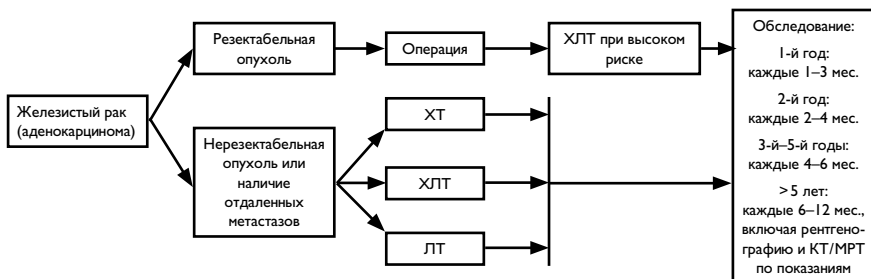 Железистый рак
(аденокарцинома)
Резектабельная
опухоль
Операция
ХЛТ при высоком
риске
Нерезектабельная
опухоль или
наличие
отдаленных
метастазов
ХТ
ХЛТ
ЛТ
Обследование:
1-й год:
каждые 1–3 мес.
2-й год:
каждые 2–4 мес.
3-й–5-й годы:
каждые 4–6 мес.
>5 лет:
каждые 6–12 мес.,
включая рентгено-
графию и КТ/МРТ
по показаниям